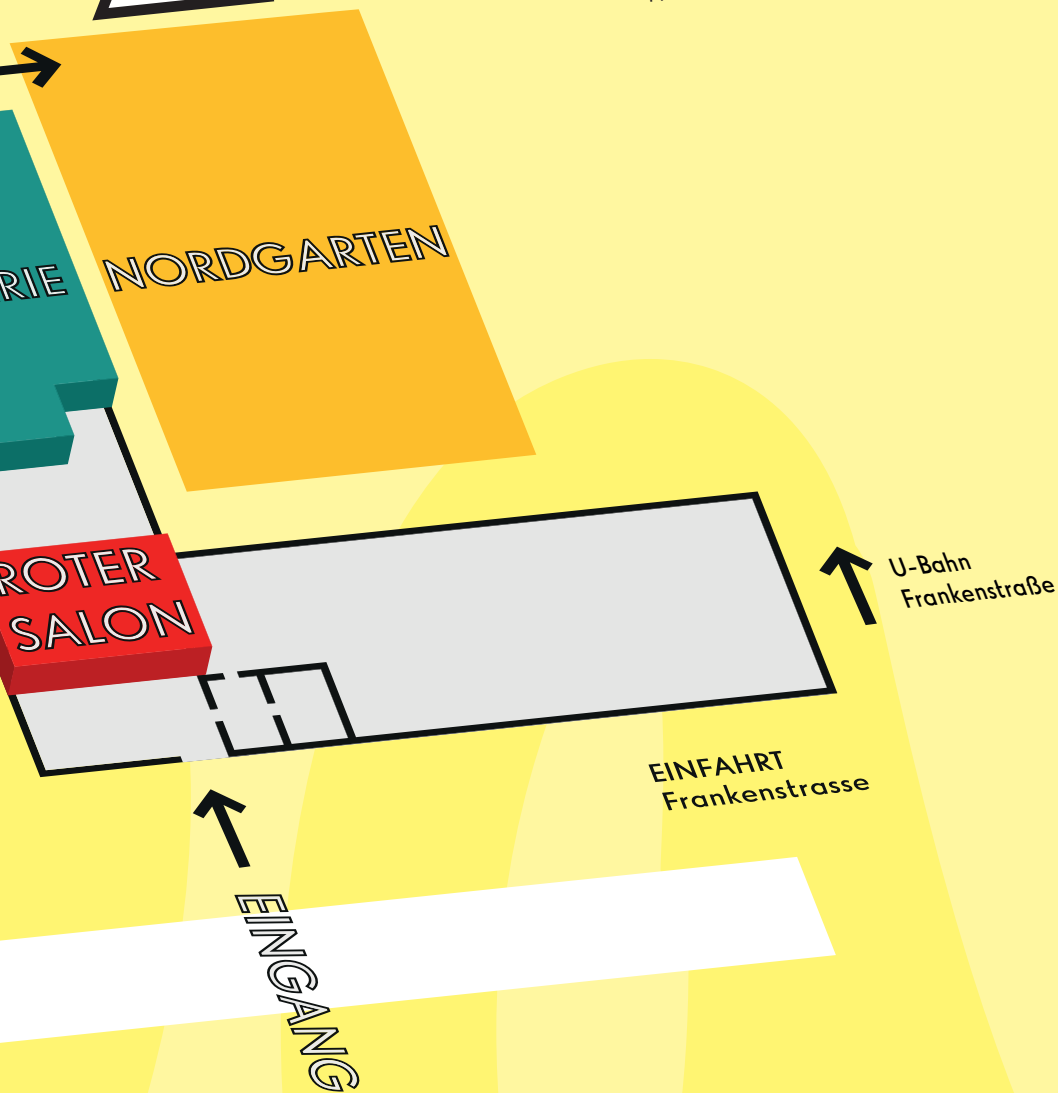 NORDGARTEN
RIE
ROTER
SALON
U-Bahn
Frankenstraße
EINFAHRT
Frankenstrasse
EINGANG